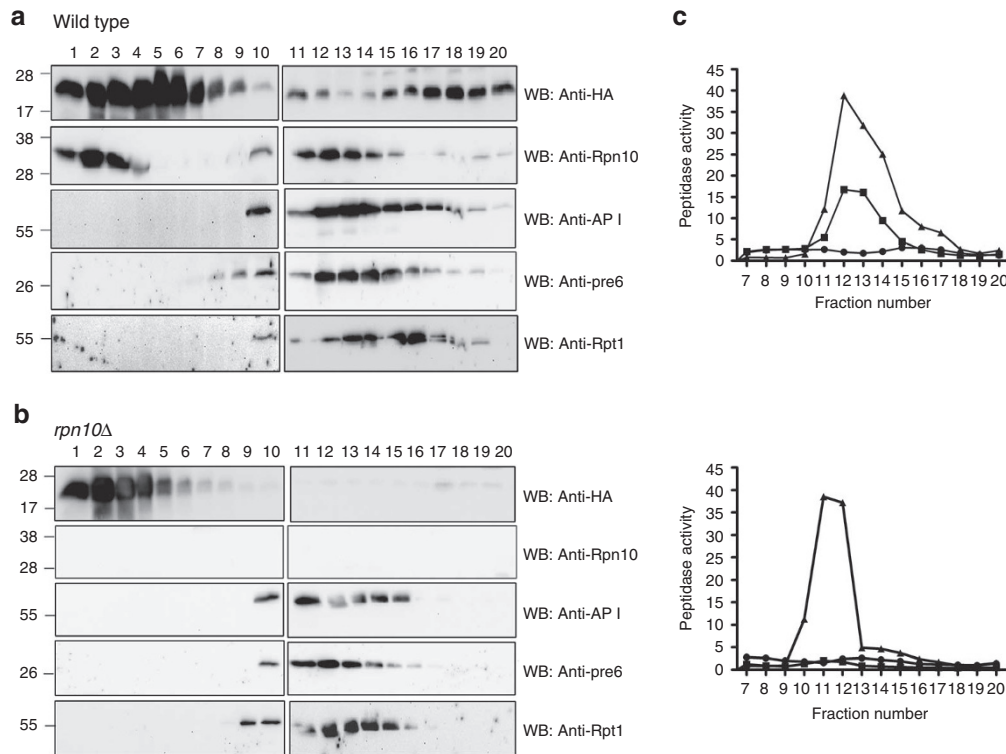 a
Wild type
1 2 3 4 5 6 7 8 9 10 11 12 13 14 15 16 17 18 19 20
28
17
WB: Anti-HA
38
28
WB: Anti-Rpn10
55
WB: Anti-AP I
26
WB: Anti-pre6
55
WB: Anti-Rpt1
b
rpn10Δ
1 2 3 4 5 6 7 8 9 10 11 12 13 14 15 16 17 18 19 20
28
17
WB: Anti-HA
38
28
WB: Anti-Rpn10
55
WB: Anti-AP I
26
WB: Anti-pre6
55
WB: Anti-Rpt1
c
45
40
35
30
25
20
15
10
5
0
Peptidase activity
7 8 9 10 11 12 13 14 15 16 17 18 19 20
Fraction number
45
40
35
30
25
20
15
10
5
0
Peptidase activity
7 8 9 10 11 12 13 14 15 16 17 18 19 20
Fraction number